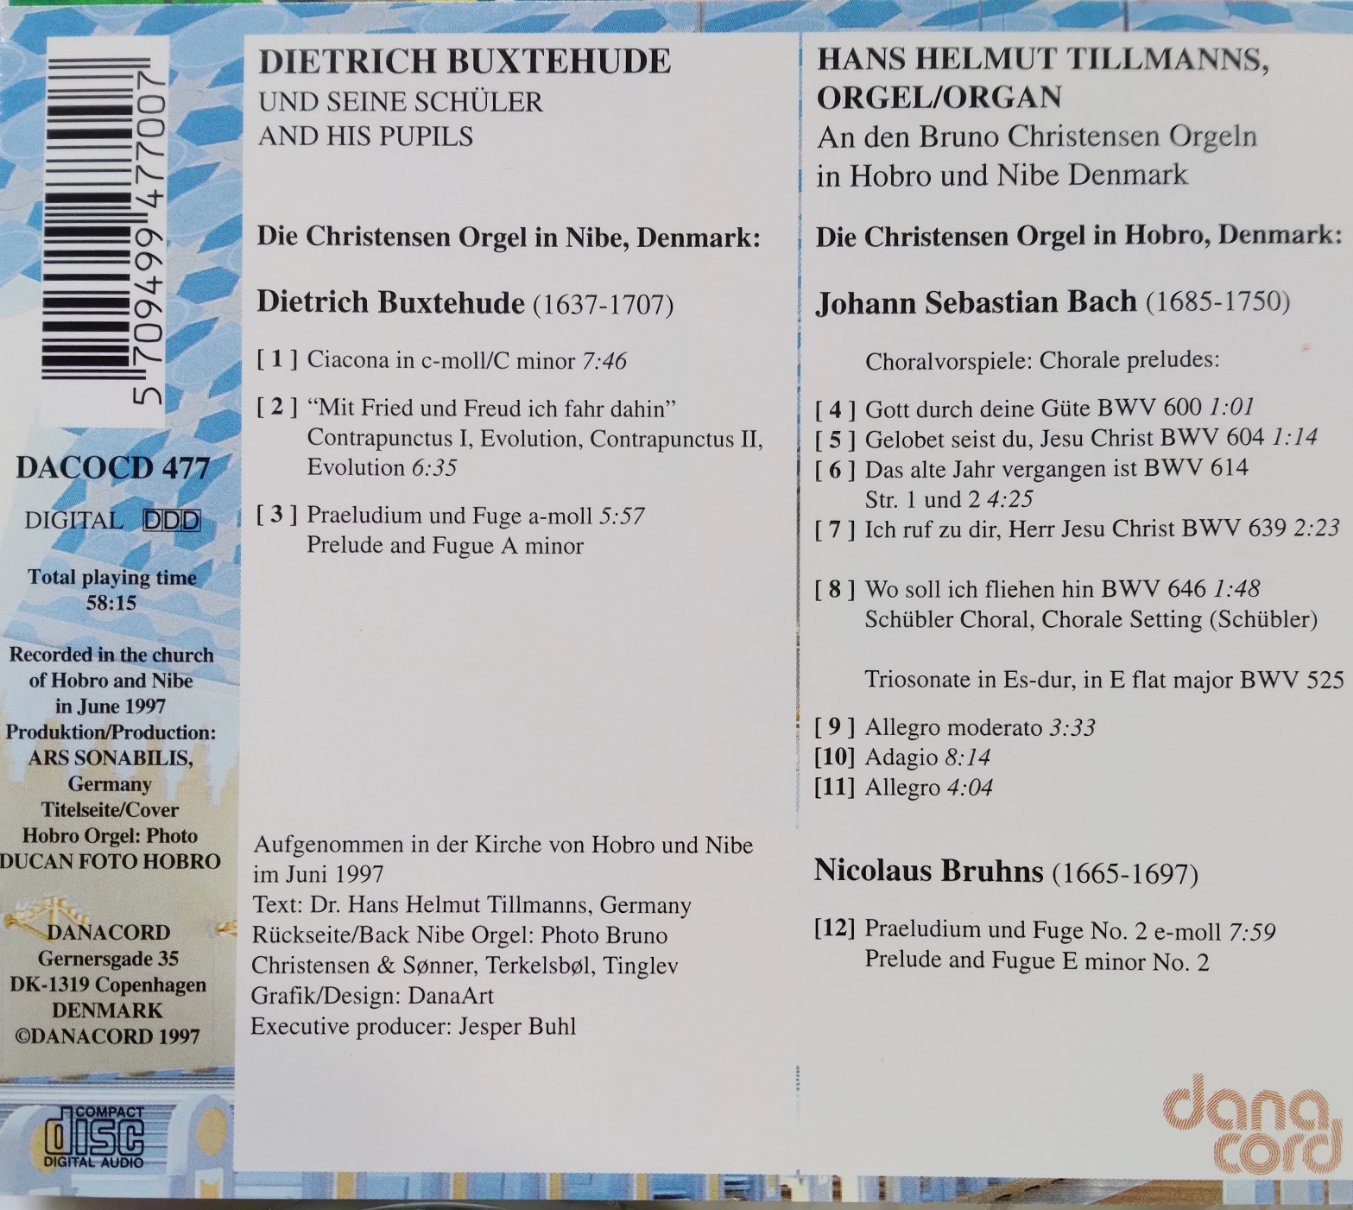 5 709499 477007
DACOCD 477
DIGITAL DDD
Total playing time
58:15
Recorded in the church
of Hobro and Nibe
in June 1997
Produktion/Production:
ARS SONABILIS,
Germany
Titelseite/Cover
Hobro Orgel: Photo
DUCAN FOTO HOBRO
DANACORD
Gernersgade 35
DK-1319 Copenhagen
DENMARK
©DANACORD 1997
COMPACT
disc
DIGITAL AUDIO
DIETRICH BUXTEHUDE
UND SEINE SCHÜLER
AND HIS PUPILS
Die Christensen Orgel in Nibe, Denmark:
Dietrich Buxtehude (1637-1707)
[ 1 ] Ciacona in c-moll/C minor 7:46
[ 2 ] “Mit Fried und Freud ich fahr dahin”
Contrapunctus I, Evolution, Contrapunctus II,
Evolution 6:35
[ 3 ] Praeludium und Fuge a-moll 5:57
Prelude and Fugue A minor
Aufgenommen in der Kirche von Hobro und Nibe
im Juni 1997
Text: Dr. Hans Helmut Tillmanns, Germany
Rückseite/Back Nibe Orgel: Photo Bruno
Christensen & Sønner, Terkelsbøl, Tinglev
Grafik/Design: DanaArt
Executive producer: Jesper Buhl
HANS HELMUT TILLMANNS,
ORGEL/ORGAN
An den Bruno Christensen Orgeln
in Hobro und Nibe Denmark
Die Christensen Orgel in Hobro, Denmark:
Johann Sebastian Bach (1685-1750)
Choralvorspiele: Chorale preludes:
[ 4 ] Gott durch deine Güte BWV 600 1:01
[ 5 ] Gelobet seist du, Jesu Christ BWV 604 1:14
[ 6 ] Das alte Jahr vergangen ist BWV 614
Str. 1 und 2 4:25
[ 7 ] Ich ruf zu dir, Herr Jesu Christ BWV 639 2:23
[ 8 ] Wo soll ich fliehen hin BWV 646 1:48
Schübler Choral, Chorale Setting (Schübler)
Triosonate in Es-dur, in E flat major BWV 525
[ 9 ] Allegro moderato 3:33
[10] Adagio 8:14
[11] Allegro 4:04
Nicolaus Bruhns (1665-1697)
[12] Praeludium und Fuge No. 2 e-moll 7:59
Prelude and Fugue E minor No. 2
dana
cord